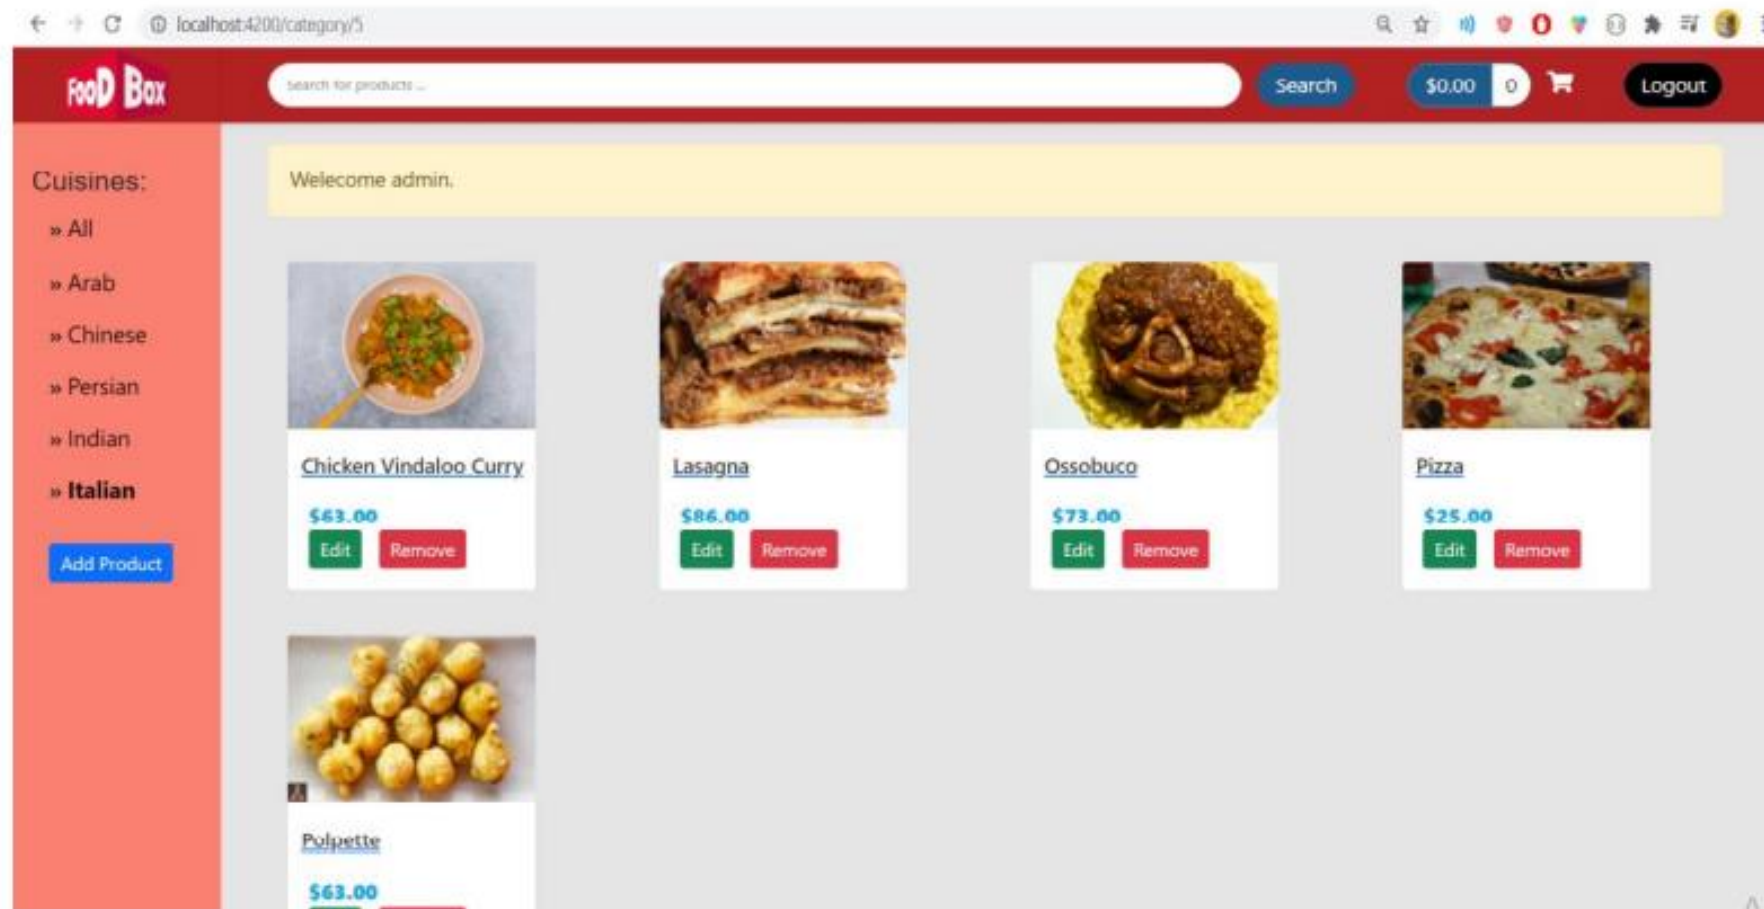 localhost:4200/category/5
FooD Box
Search for products ...
Search
$0.00 0
Logout
Cuisines:
» All
» Arab
» Chinese
» Persian
» Indian
» Italian
Add Product
Welecome admin.
Chicken Vindaloo Curry
$63.00
Edit Remove
Lasagna
$86.00
Edit Remove
Ossobuco
$73.00
Edit Remove
Pizza
$25.00
Edit Remove
Polpette
$63.00